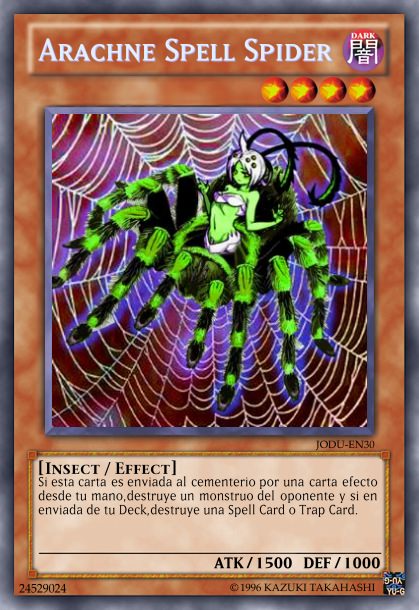 ARACHNE SPELL SPIDER
DARK
闇
JODU-EN30
[INSECT / EFFECT]
Si esta carta es enviada al cementerio por una carta efecto
desde tu mano,destruye un monstruo del oponente y si en
enviada de tu Deck,destruye una Spell Card o Trap Card.
ATK / 1500 DEF / 1000
24529024
©1996 KAZUKI TAKAHASHI